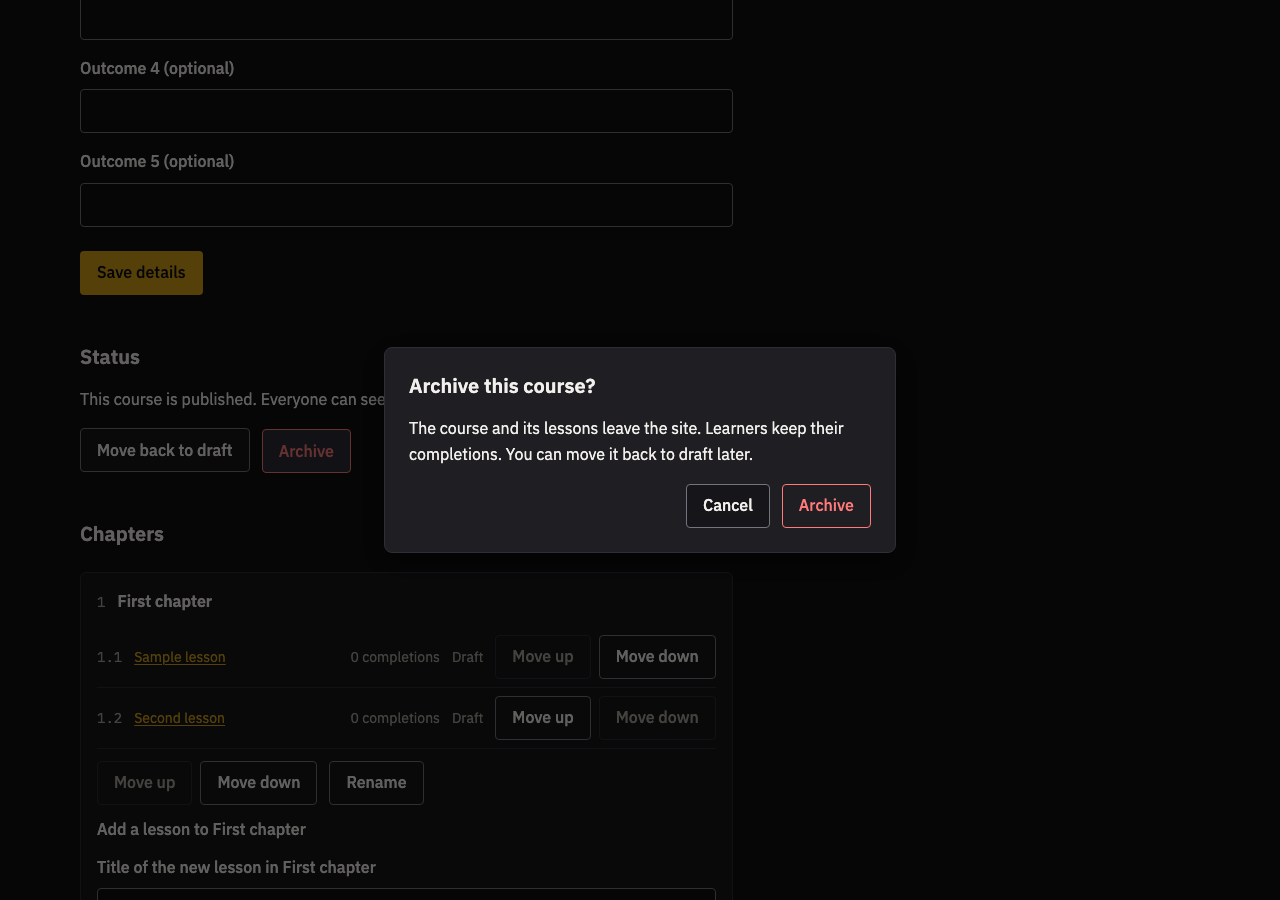 Outcome 4 (optional)
Outcome 5 (optional)
Save details
Status
This course is published. Everyone can see
Move back to draft
Archive
Archive this course?
The course and its lessons leave the site. Learners keep their
completions. You can move it back to draft later.
Cancel
Archive
Chapters
1 First chapter
1.1 Sample lesson 0 completions Draft Move up Move down
1.2 Second lesson 0 completions Draft Move up Move down
Move up Move down Rename
Add a lesson to First chapter
Title of the new lesson in First chapter